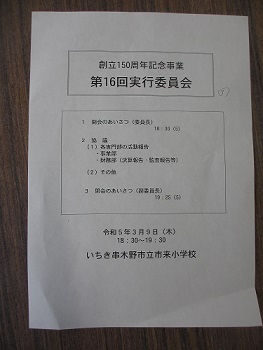 創立150周年記念事業
第16回実行委員会
1 開会のあいさつ（委員長）
18：30（5）
2 協 議
（1）各専門部の活動報告
・事業部
・財務部（決算報告・監査報告等）
（2）その他
3 閉会のあいさつ（副委員長）
19：25（5）
令和5年3月9日（木）
18：30～19：30
いちき串木野市立市来小学校